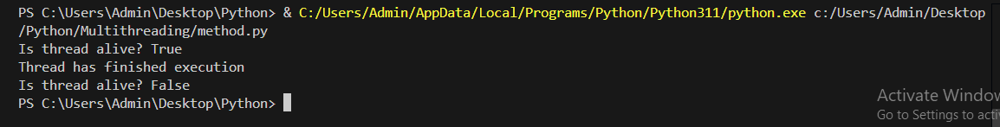 PS C:\Users\Admin\Desktop\Python> & C:/Users/Admin/AppData/Local/Programs/Python/Python311/python.exe c:/Users/Admin/Desktop
/Python/Multithreading/method.py
Is thread alive? True
Thread has finished execution
Is thread alive? False
PS C:\Users\Admin\Desktop\Python>
Activate Windov
Go to Settings to acti